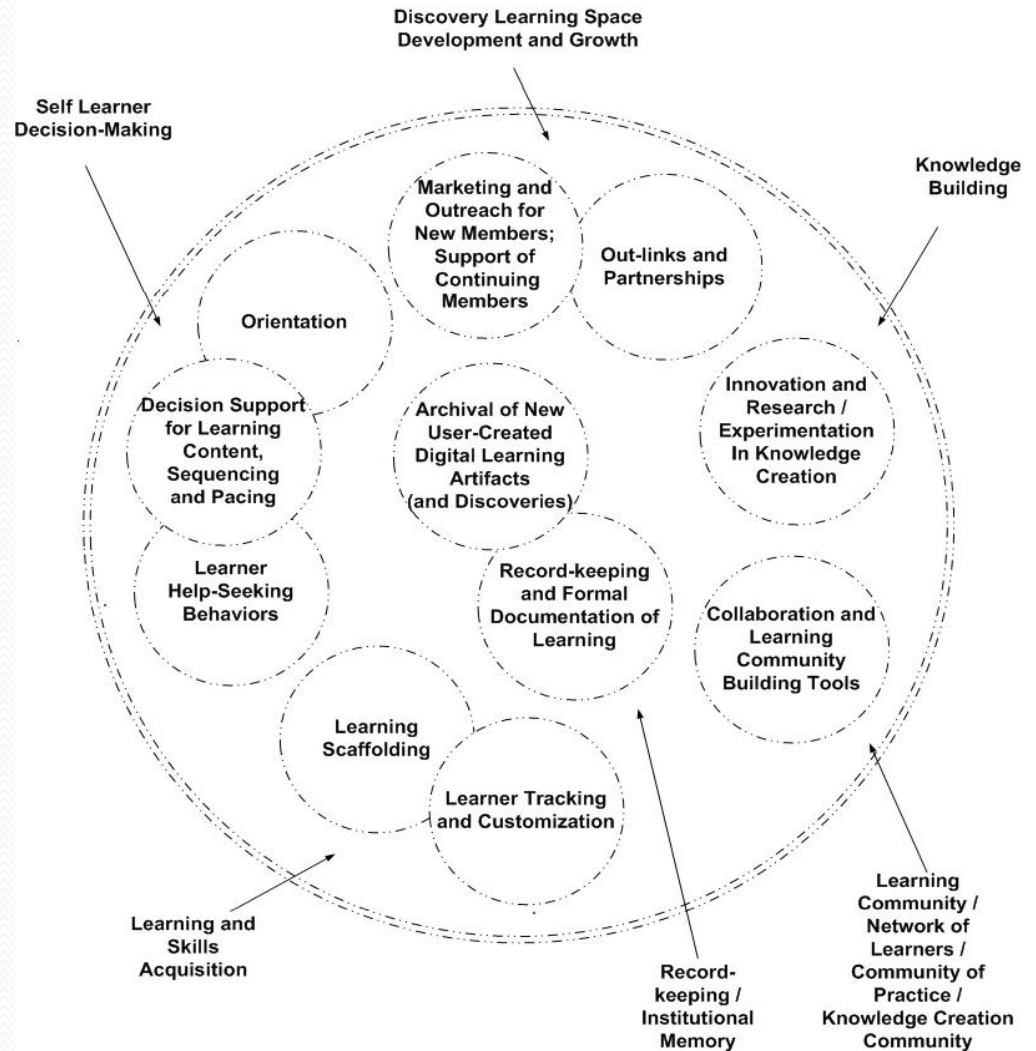 Discovery Learning Space
Development and Growth
Self Learner
Decision-Making
Knowledge
Building
Marketing and
Outreach for
New Members;
Support of
Continuing
Members
Out-links and
Partnerships
Orientation
Decision Support
for Learning
Content,
Sequencing
and Pacing
Archival of New
User-Created
Digital Learning
Artifacts
(and Discoveries)
Innovation and
Research /
Experimentation
In Knowledge
Creation
Learner
Help-Seeking
Behaviors
Record-keeping
and Formal
Documentation of
Learning
Collaboration and
Learning
Community
Building Tools
Learning
Scaffolding
Learner Tracking
and Customization
Learning and
Skills
Acquisition
Record-
keeping /
Institutional
Memory
Learning
Community /
Network of
Learners /
Community of
Practice /
Knowledge Creation
Community